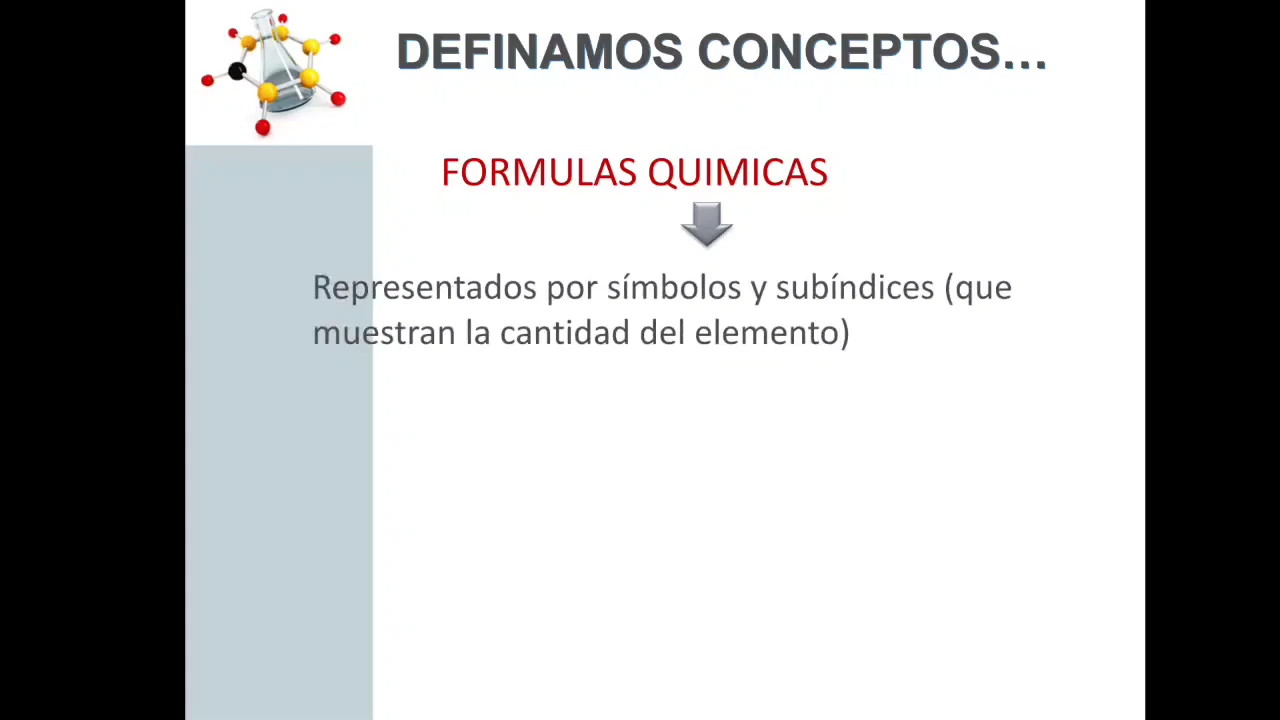 DEFINAMOS CONCEPTOS...
FORMULAS QUIMICAS
Representados por símbolos y subíndices (que
muestran la cantidad del elemento)